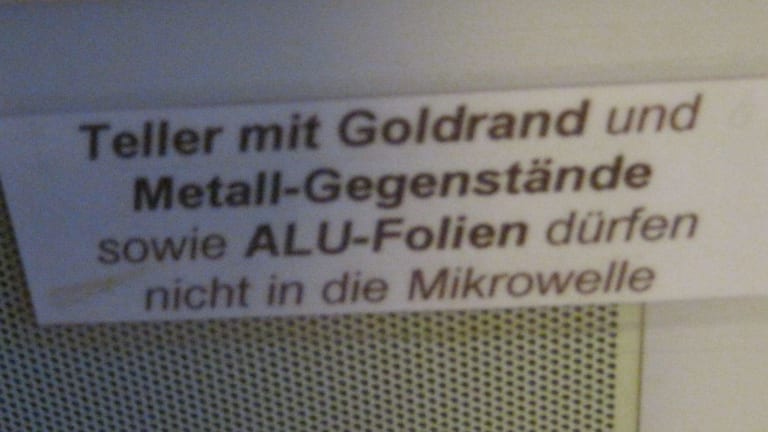 Teller mit Goldrand und
Metall-Gegenstände
sowie ALU-Folien dürfen
nicht in die Mikrowelle